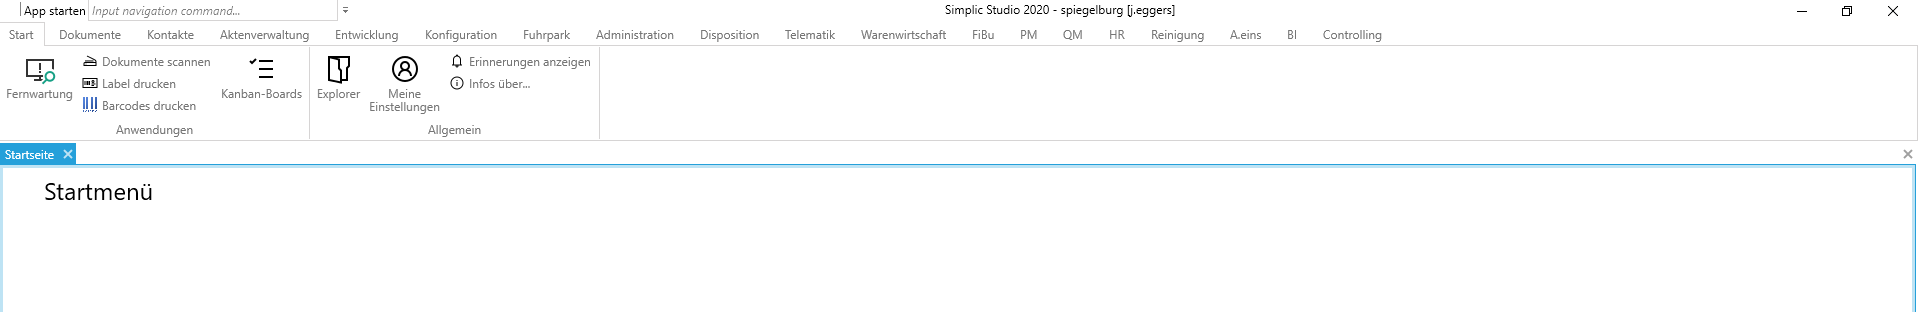 App starten Input navigation command... Simplic Studio 2020 - spiegelburg [j.eggers]
Start Dokumente Kontakte Aktenverwaltung Entwicklung Konfiguration Fuhrpark Administration Disposition Telematik Warenwirtschaft FiBu PM QM HR Reinigung A.eins BI Controlling
Fernwartung
Dokumente scannen
Label drucken
Barcodes drucken
Kanban-Boards
Anwendungen
Explorer
Meine
Einstellungen
Erinnerungen anzeigen
Infos über...
Allgemein
Startseite
Startmenü